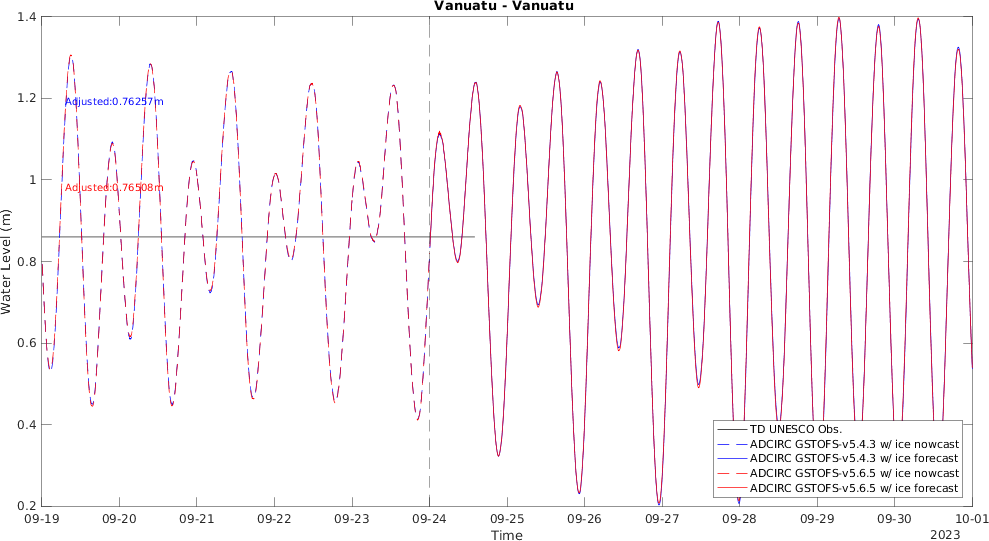 Vanuatu - Vanuatu
1.4
1.2
1
0.8
0.6
0.4
0.2
Water Level (m)
Adjusted:0.76257m
Adjusted:0.76508m
TD UNESCO Obs.
ADCIRC GSTOFS-v5.4.3 w/ ice nowcast
ADCIRC GSTOFS-v5.4.3 w/ ice forecast
ADCIRC GSTOFS-v5.6.5 w/ ice nowcast
ADCIRC GSTOFS-v5.6.5 w/ ice forecast
09-19 09-20 09-21 09-22 09-23 09-24 09-25 09-26 09-27 09-28 09-29 09-30 10-01
Time
2023